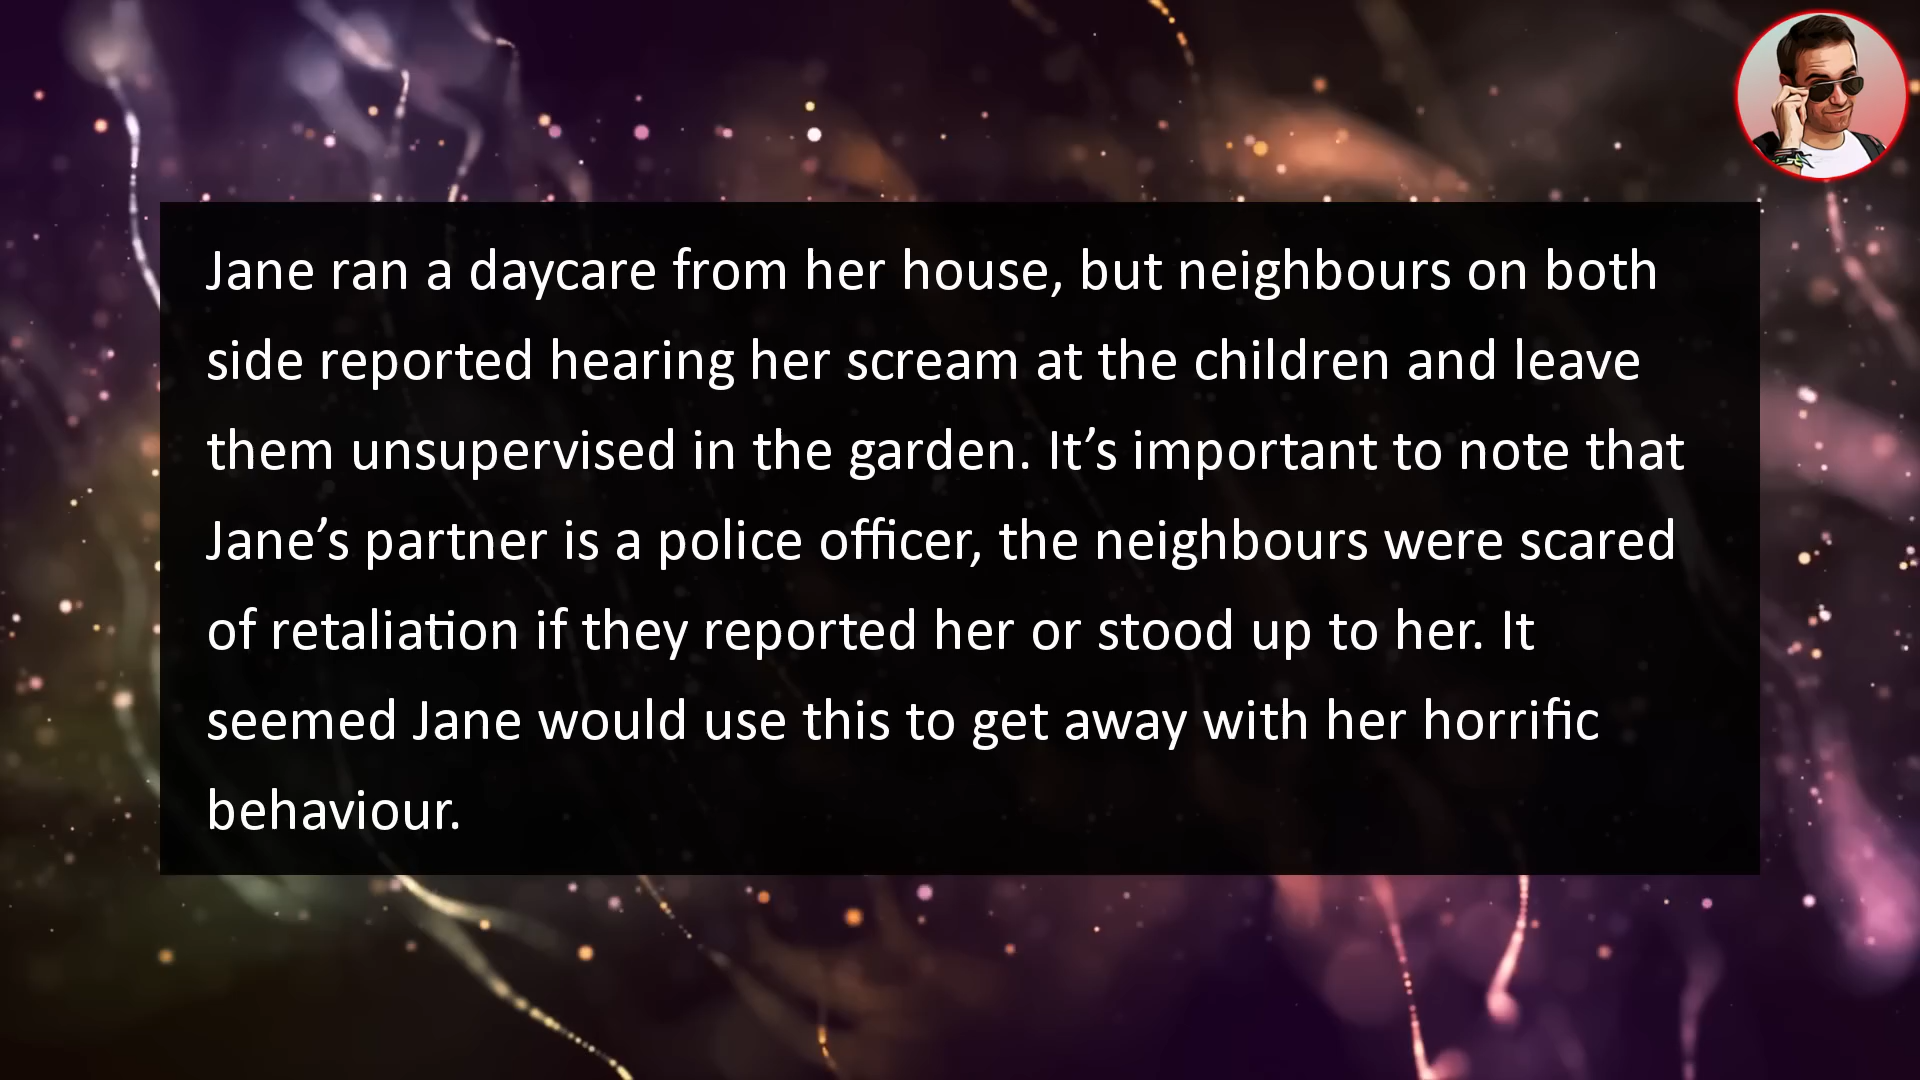 Jane ran a daycare from her house, but neighbours on both
side reported hearing her scream at the children and leave
them unsupervised in the garden. It’s important to note that
Jane’s partner is a police officer, the neighbours were scared
of retaliation if they reported her or stood up to her. It
seemed Jane would use this to get away with her horrific
behaviour.